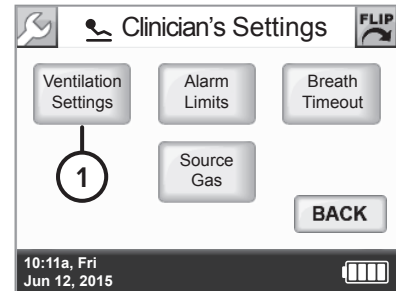 Clinician's Settings
FLIP
Ventilation
Settings
Alarm
Limits
Breath
Timeout
1
Source
Gas
BACK
10:11a, Fri
Jun 12, 2015